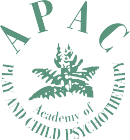 APAC
Academy of
PLAY AND CHILD PSYCHOTHERAPY